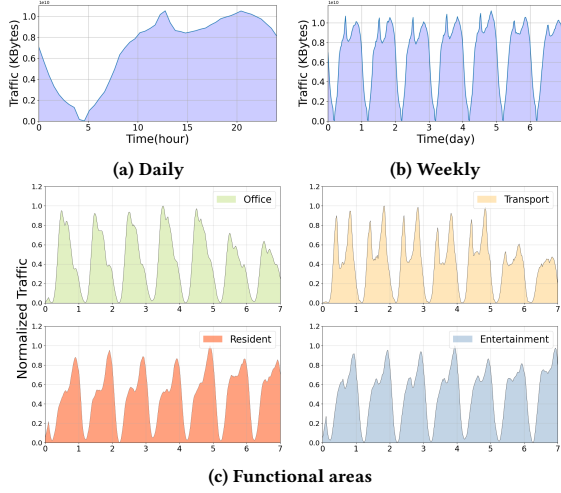 1e10
1e10
Traffic (KBytes)
1.0
0.8
0.6
0.4
0.2
0.0
0 5 10 15 20
Time(hour)
(a) Daily
Traffic (KBytes)
1.0
0.8
0.6
0.4
0.2
0.0
0 1 2 3 4 5 6
Time(day)
(b) Weekly
Normalized Traffic
1.2
1.0
0.8
0.6
0.4
0.2
0.0
0 1 2 3 4 5 6 7
Office
1.2
1.0
0.8
0.6
0.4
0.2
0.0
0 1 2 3 4 5 6 7
Transport
1.2
1.0
0.8
0.6
0.4
0.2
0.0
0 1 2 3 4 5 6 7
Resident
1.2
1.0
0.8
0.6
0.4
0.2
0.0
0 1 2 3 4 5 6 7
Entertainment
(c) Functional areas